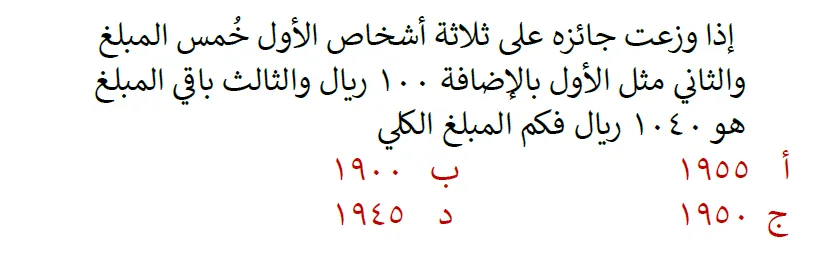 إذا وزعت جائزه على ثلاثة أشخاص الأول خُمس المبلغ
والثاني مثل الأول بالإضافة ١٠٠ ريال والثالث باقي المبلغ
هو ١٠٤٠ ريال فكم المبلغ الكلي
أ ١٩٥٥ ب ١٩٠٠
ج ١٩٥٠ د ١٩٤٥